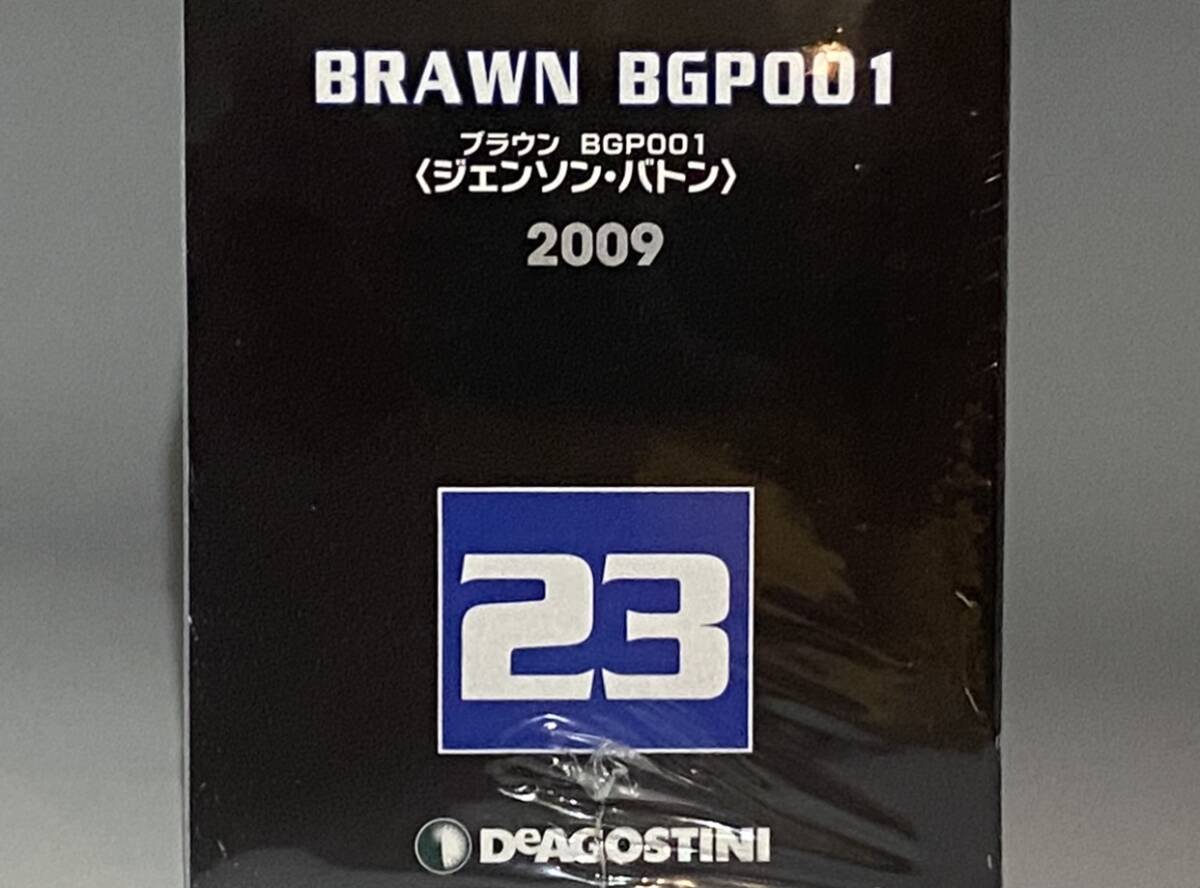 BRAWN BGP001
ブラウン BGP001
〈ジェンソン・バトン〉
2009
23
DeAGOSTINI